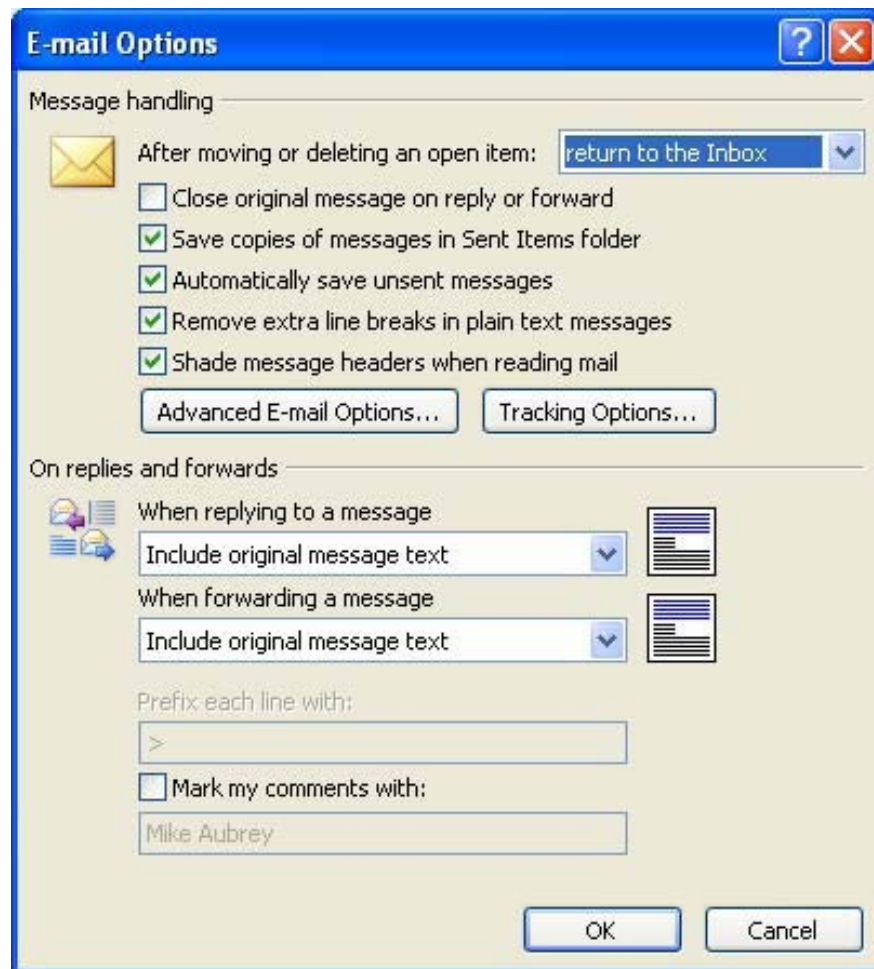 E-mail Options
Message handling
After moving or deleting an open item: return to the Inbox
Close original message on reply or forward
Save copies of messages in Sent Items folder
Automatically save unsent messages
Remove extra line breaks in plain text messages
Shade message headers when reading mail
Advanced E-mail Options... Tracking Options...
On replies and forwards
When replying to a message
Include original message text
When forwarding a message
Include original message text
Prefix each line with:
>
Mark my comments with:
Mike Aubrey
OK Cancel